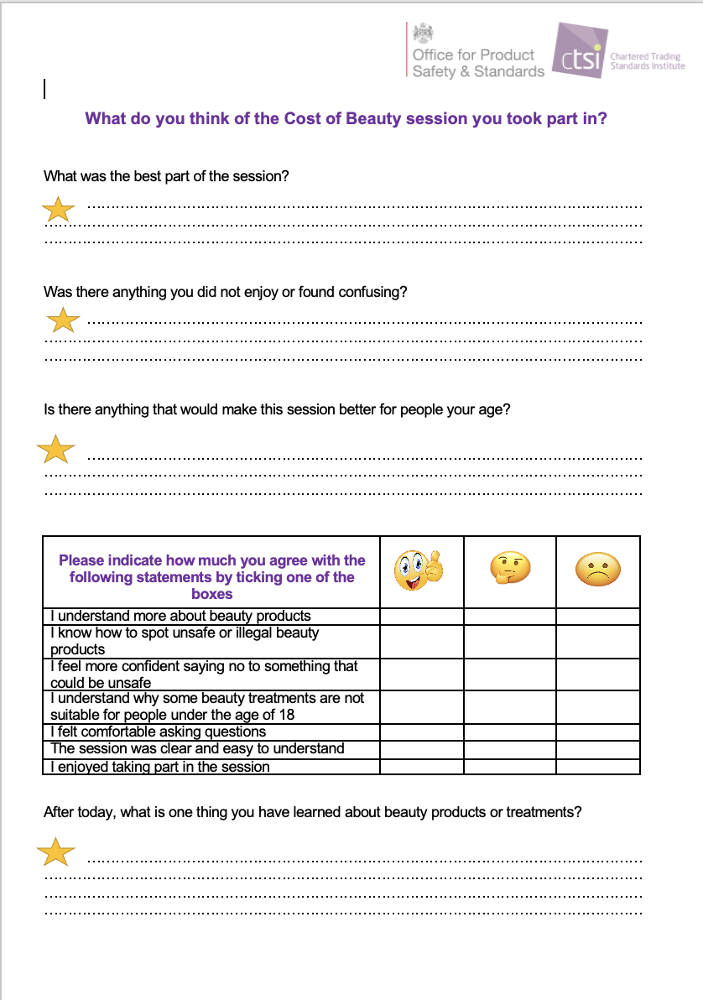 Office for Product
Safety & Standards
ctsi
Chartered Trading
Standards Institute
What do you think of the Cost of Beauty session you took part in?
What was the best part of the session?
Was there anything you did not enjoy or found confusing?
Is there anything that would make this session better for people your age?
Please indicate how much you agree with the
following statements by ticking one of the
boxes
I understand more about beauty products
I know how to spot unsafe or illegal beauty
products
I feel more confident saying no to something that
could be unsafe
I understand why some beauty treatments are not
suitable for people under the age of 18
I felt comfortable asking questions
The session was clear and easy to understand
I enjoyed taking part in the session
After today, what is one thing you have learned about beauty products or treatments?